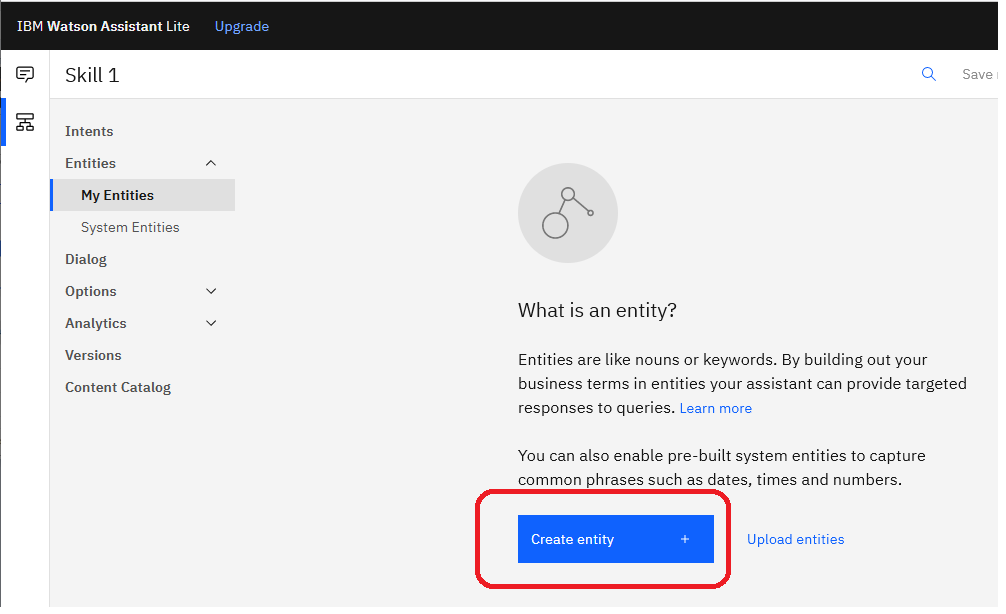 IBM Watson Assistant Lite Upgrade
Skill 1
Save
Intents
Entities
My Entities
System Entities
Dialog
Options
Analytics
Versions
Content Catalog
What is an entity?
Entities are like nouns or keywords. By building out your
business terms in entities your assistant can provide targeted
responses to queries. Learn more
You can also enable pre-built system entities to capture
common phrases such as dates, times and numbers.
Create entity +
Upload entities